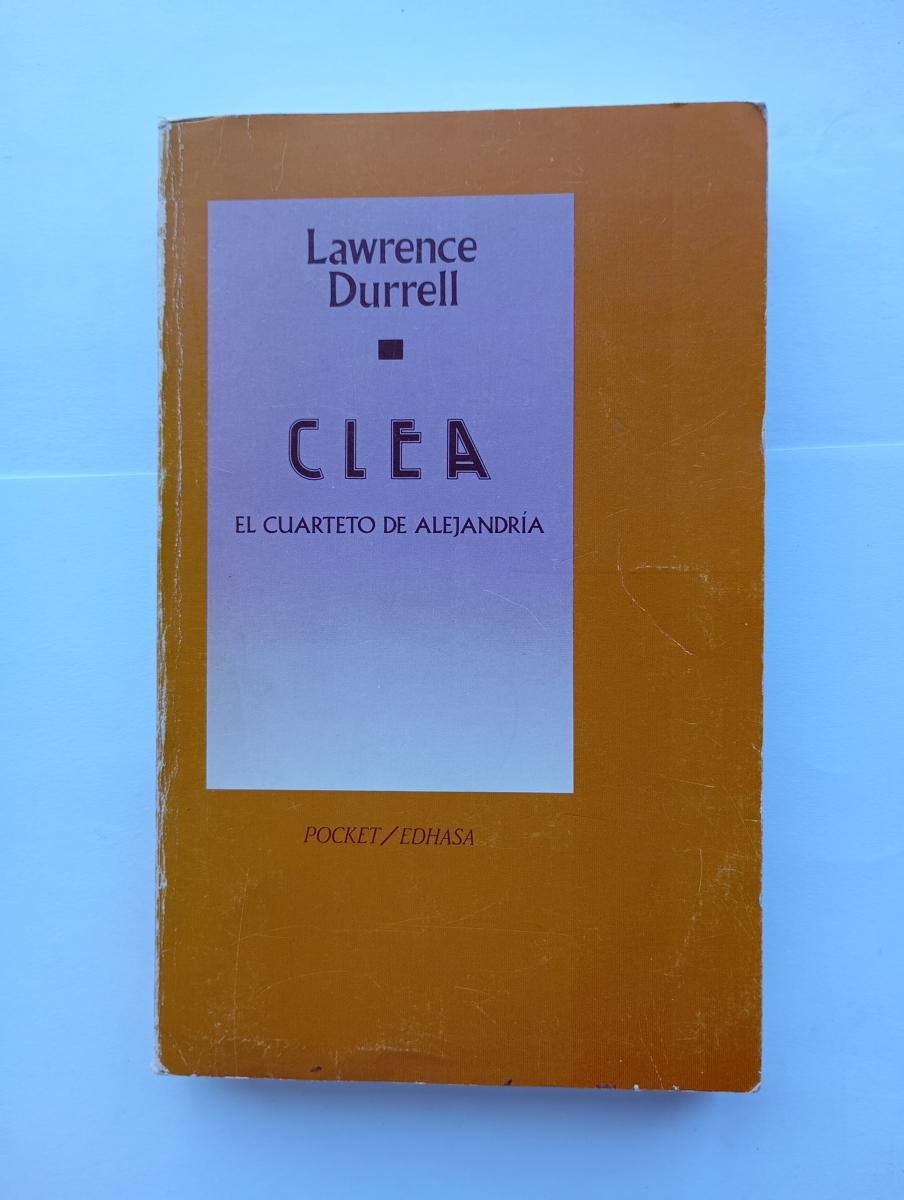 Lawrence
Durrell
CLEA
EL CUARTETO DE ALEJANDRÍA
POCKET/EDHASA